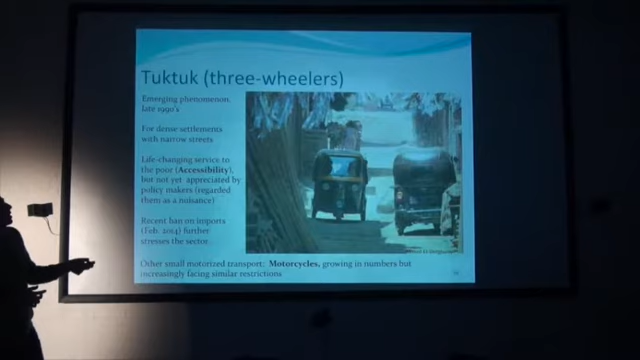 Tuktuk (three-wheelers)
Emerging phenomenon,
late 1990's
For dense settlements
with narrow streets
Life-changing service to
the poor (Accessibility),
but not yet appreciated by
policy makers (regarded
them as a nuisance)
Recent ban on imports
(Feb. 2014) further
stresses the sector.
Other small motorized transport: Motorcycles, growing in numbers but
increasingly facing similar restrictions